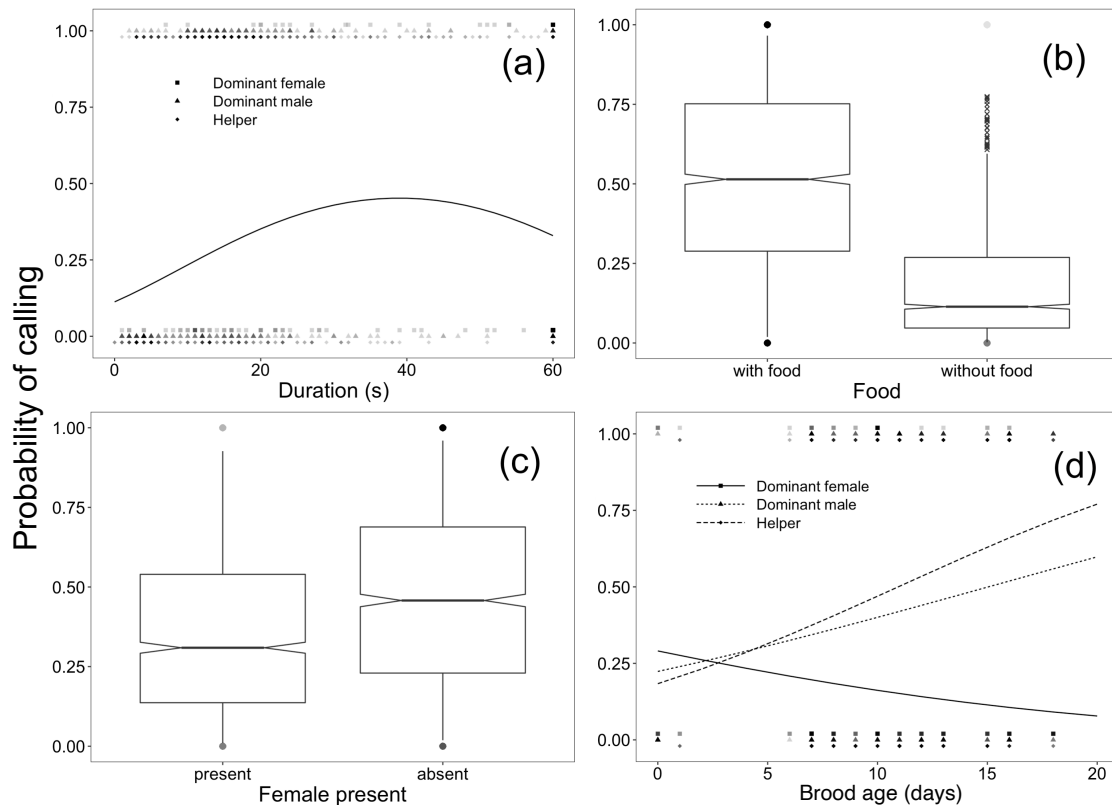 Probability of calling
(a)
1.00
0.75
0.50
0.25
0.00
Dominant female
Dominant male
Helper
0 20 40 60
Duration (s)
(b)
1.00
0.75
0.50
0.25
0.00
with food without food
Food
(c)
1.00
0.75
0.50
0.25
0.00
present absent
Female present
(d)
1.00
0.75
0.50
0.25
0.00
Dominant female
Dominant male
Helper
0 5 10 15 20
Brood age (days)